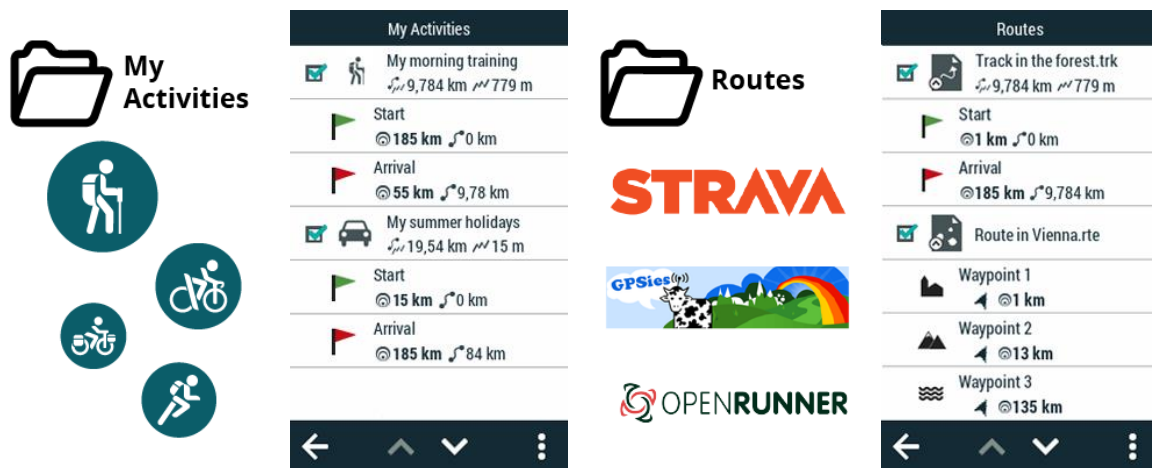 My
Activities
My Activities
My morning training
9,784 km 779 m
Start
185 km 0 km
Arrival
55 km 9,78 km
My summer holidays
19,54 km 15 m
Start
15 km 0 km
Arrival
185 km 84 km
Routes
STRAVA
GPSies
OPENRUNNER
Routes
Track in the forest.trk
9,784 km 779 m
Start
1 km 0 km
Arrival
185 km 9,784 km
Route in Vienna.rte
Waypoint 1
1 km
Waypoint 2
13 km
Waypoint 3
135 km